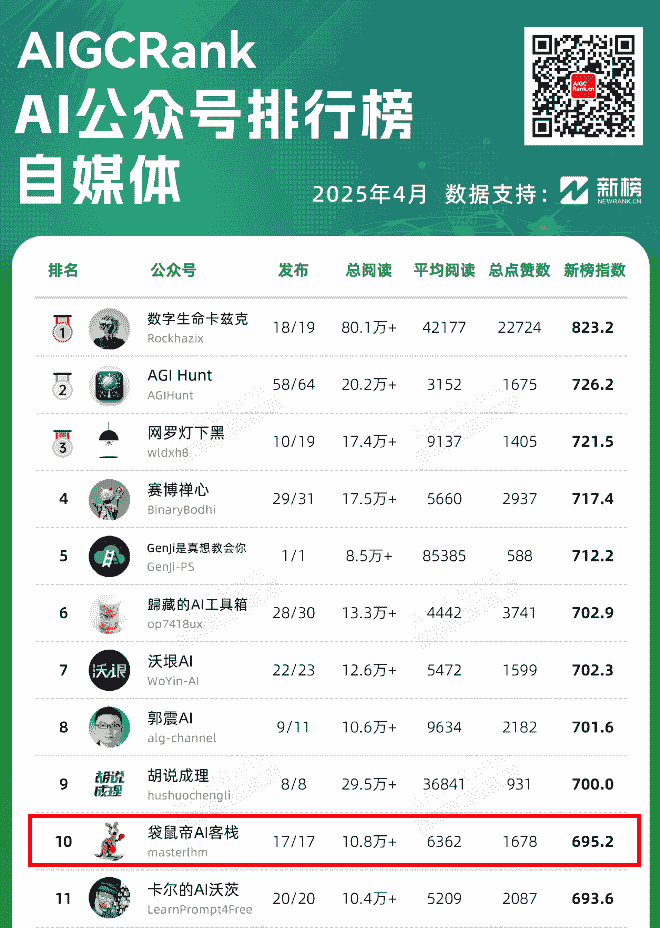 AIGCRank
AI公众号排行榜
自媒体
AIGC
Rank.cn
2025年4月 数据支持: 新榜
NEWRANK.CN
排名 公众号 发布 总阅读 平均阅读 总点赞数 新榜指数
1 数字生命卡兹克 18/19 80.1万+ 42177 22724 823.2
Rockhazix
2 AGI Hunt 58/64 20.2万+ 3152 1675 726.2
AGIHunt
3 网罗灯下黑 10/19 17.4万+ 9137 1405 721.5
wldxh8
4 赛博禅心 29/31 17.5万+ 5660 2937 717.4
BinaryBodhi
5 GenJi是真想教会你 1/1 8.5万+ 85385 588 712.2
GenJi-PS
6 歸藏的AI工具箱 28/30 13.3万+ 4442 3741 702.9
op7418ux
7 沃垠AI 22/23 12.6万+ 5472 1599 702.3
WoYin-AI
8 郭震AI 9/11 10.6万+ 9634 2182 701.6
alg-channel
9 胡说成理 胡说成理 8/8 29.5万+ 36841 931 700.0
hushuochengli
10 袋鼠帝AI客栈 17/17 10.8万+ 6362 1678 695.2
masterlhm
11 卡尔的AI沃茨 20/20 10.4万+ 5209 2087 693.6
LearnPrompt4Free